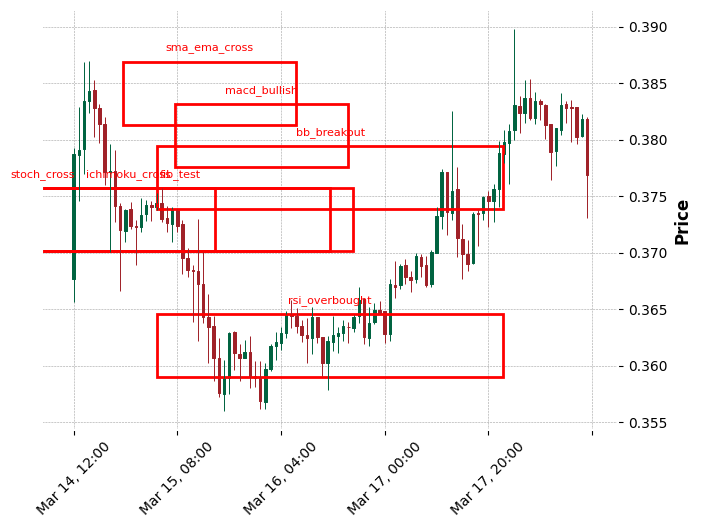 0.390
sma_ema_cross
0.385
macd_bullish
0.380
bb_breakout
stoch_cross
ichimoku_cross
0.375
0.370
0.365
rsi_overbought
0.360
0.355
Price
Mar 14, 12:00
Mar 15, 08:00
Mar 16, 04:00
Mar 17, 00:00
Mar 17, 20:00